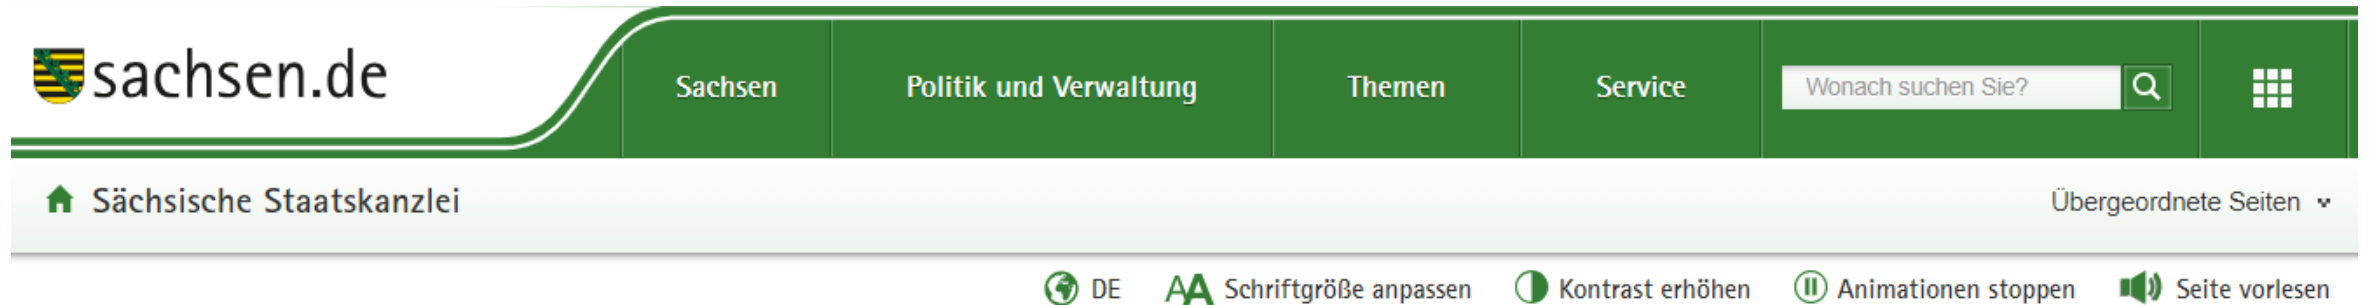 sachsen.de
Sachsen
Politik und Verwaltung
Themen
Service
Wonach suchen Sie?
Sächsische Staatskanzlei
Übergeordnete Seiten
DE
AA Schriftgröße anpassen
Kontrast erhöhen
Animationen stoppen
Seite vorlesen